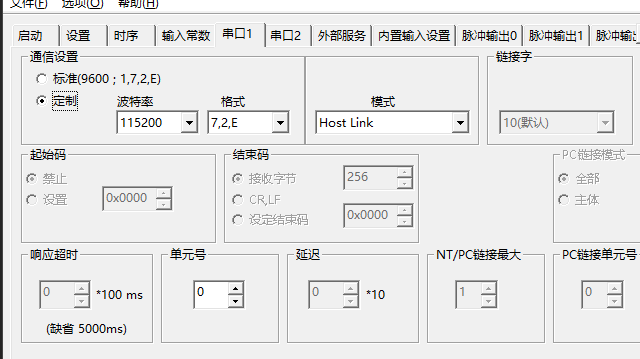 文件(F) 选项(O) 帮助(H)
启动 设置 时序 输入常数 串口1 串口2 外部服务 内置输入设置 脉冲输出0 脉冲输出1
通信设置 链接字
标准(9600 ; 1,7,2,E)
定制 波特率 格式 模式
115200 7,2,E Host Link 10(默认)
起始码 结束码 PC链接模式
禁止 接收字节 256 全部
设置 0x0000 CR,LF 主体
设定结束码 0x0000
响应超时 单元号 延迟 NT/PC链接最大 PC链接单元号
0 *100 ms 0 0 *10 1 0
(缺省 5000ms)